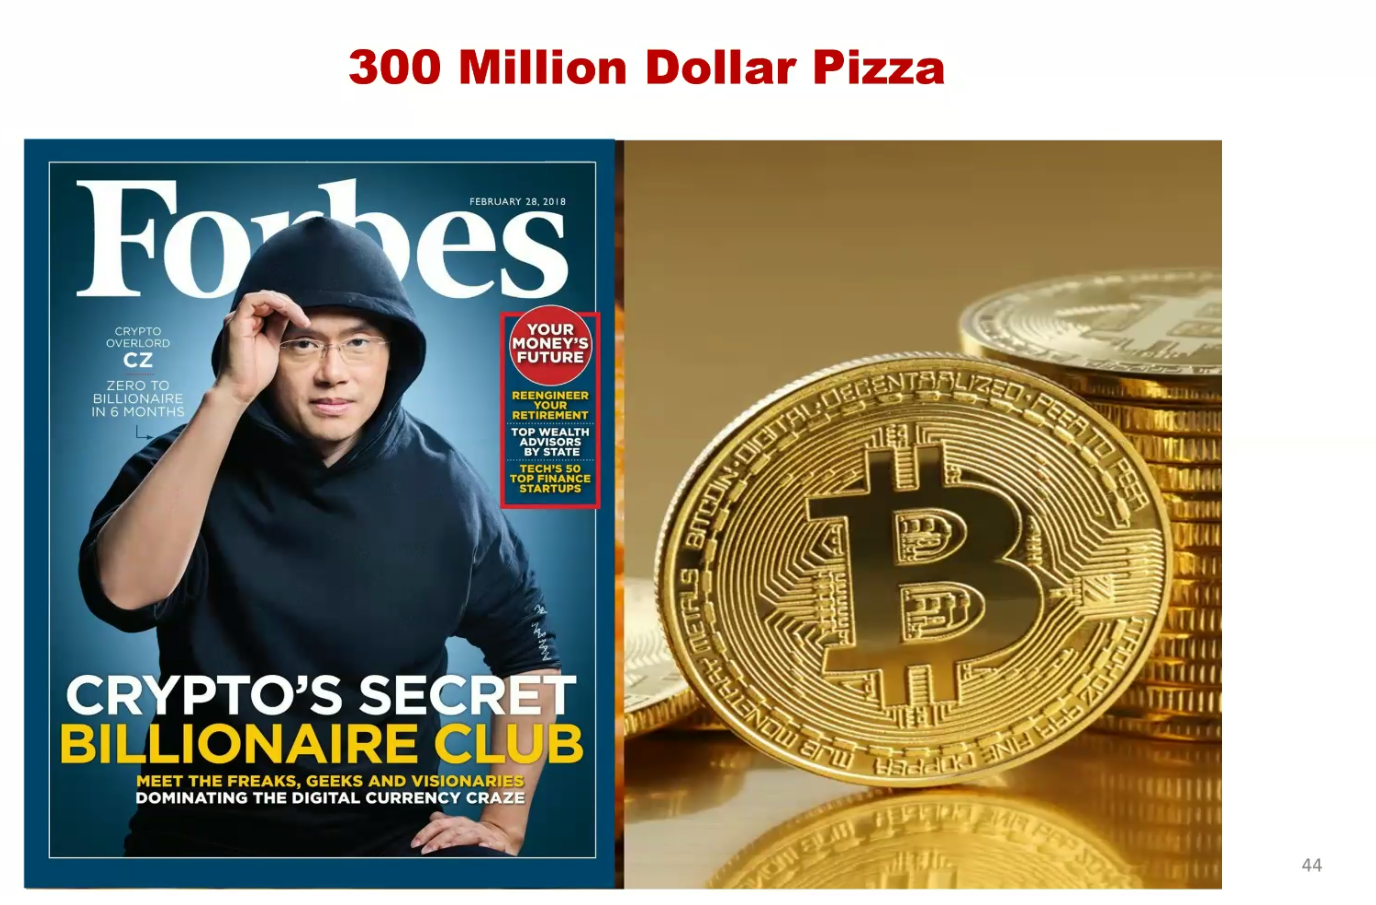 300 Million Dollar Pizza
Forbes
FEBRUARY 28, 2018
CRYPTO
OVERLORD
CZ
ZERO TO
BILLIONAIRE
IN 6 MONTHS
YOUR
MONEY'S
FUTURE
REENGINEER
YOUR
RETIREMENT
TOP WEALTH
ADVISORS
BY STATE
TECH'S 50
TOP FINANCE
STARTUPS
CRYPTO'S SECRET
BILLIONAIRE CLUB
MEET THE FREAKS, GEEKS AND VISIONARIES
DOMINATING THE DIGITAL CURRENCY CRAZE
BITCOIN·DIGITAL·DECENTRALIZED·PEER TO PEER
B
44